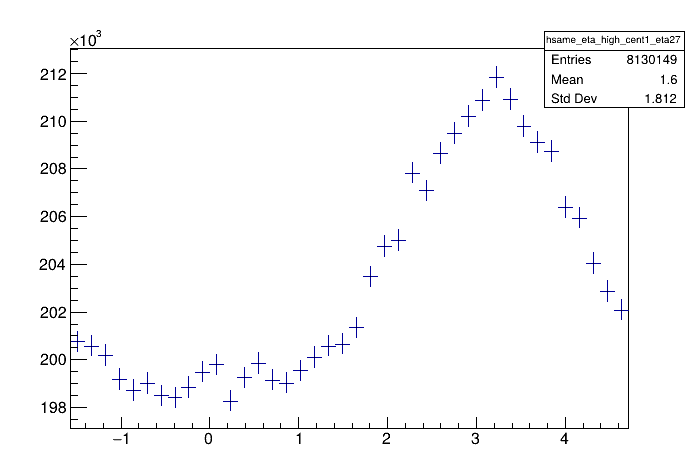 ×10³
hsame_eta_high_cent1_eta27
Entries 8130149
Mean 1.6
Std Dev 1.812
212
210
208
206
204
202
200
198
−1 0 1 2 3 4